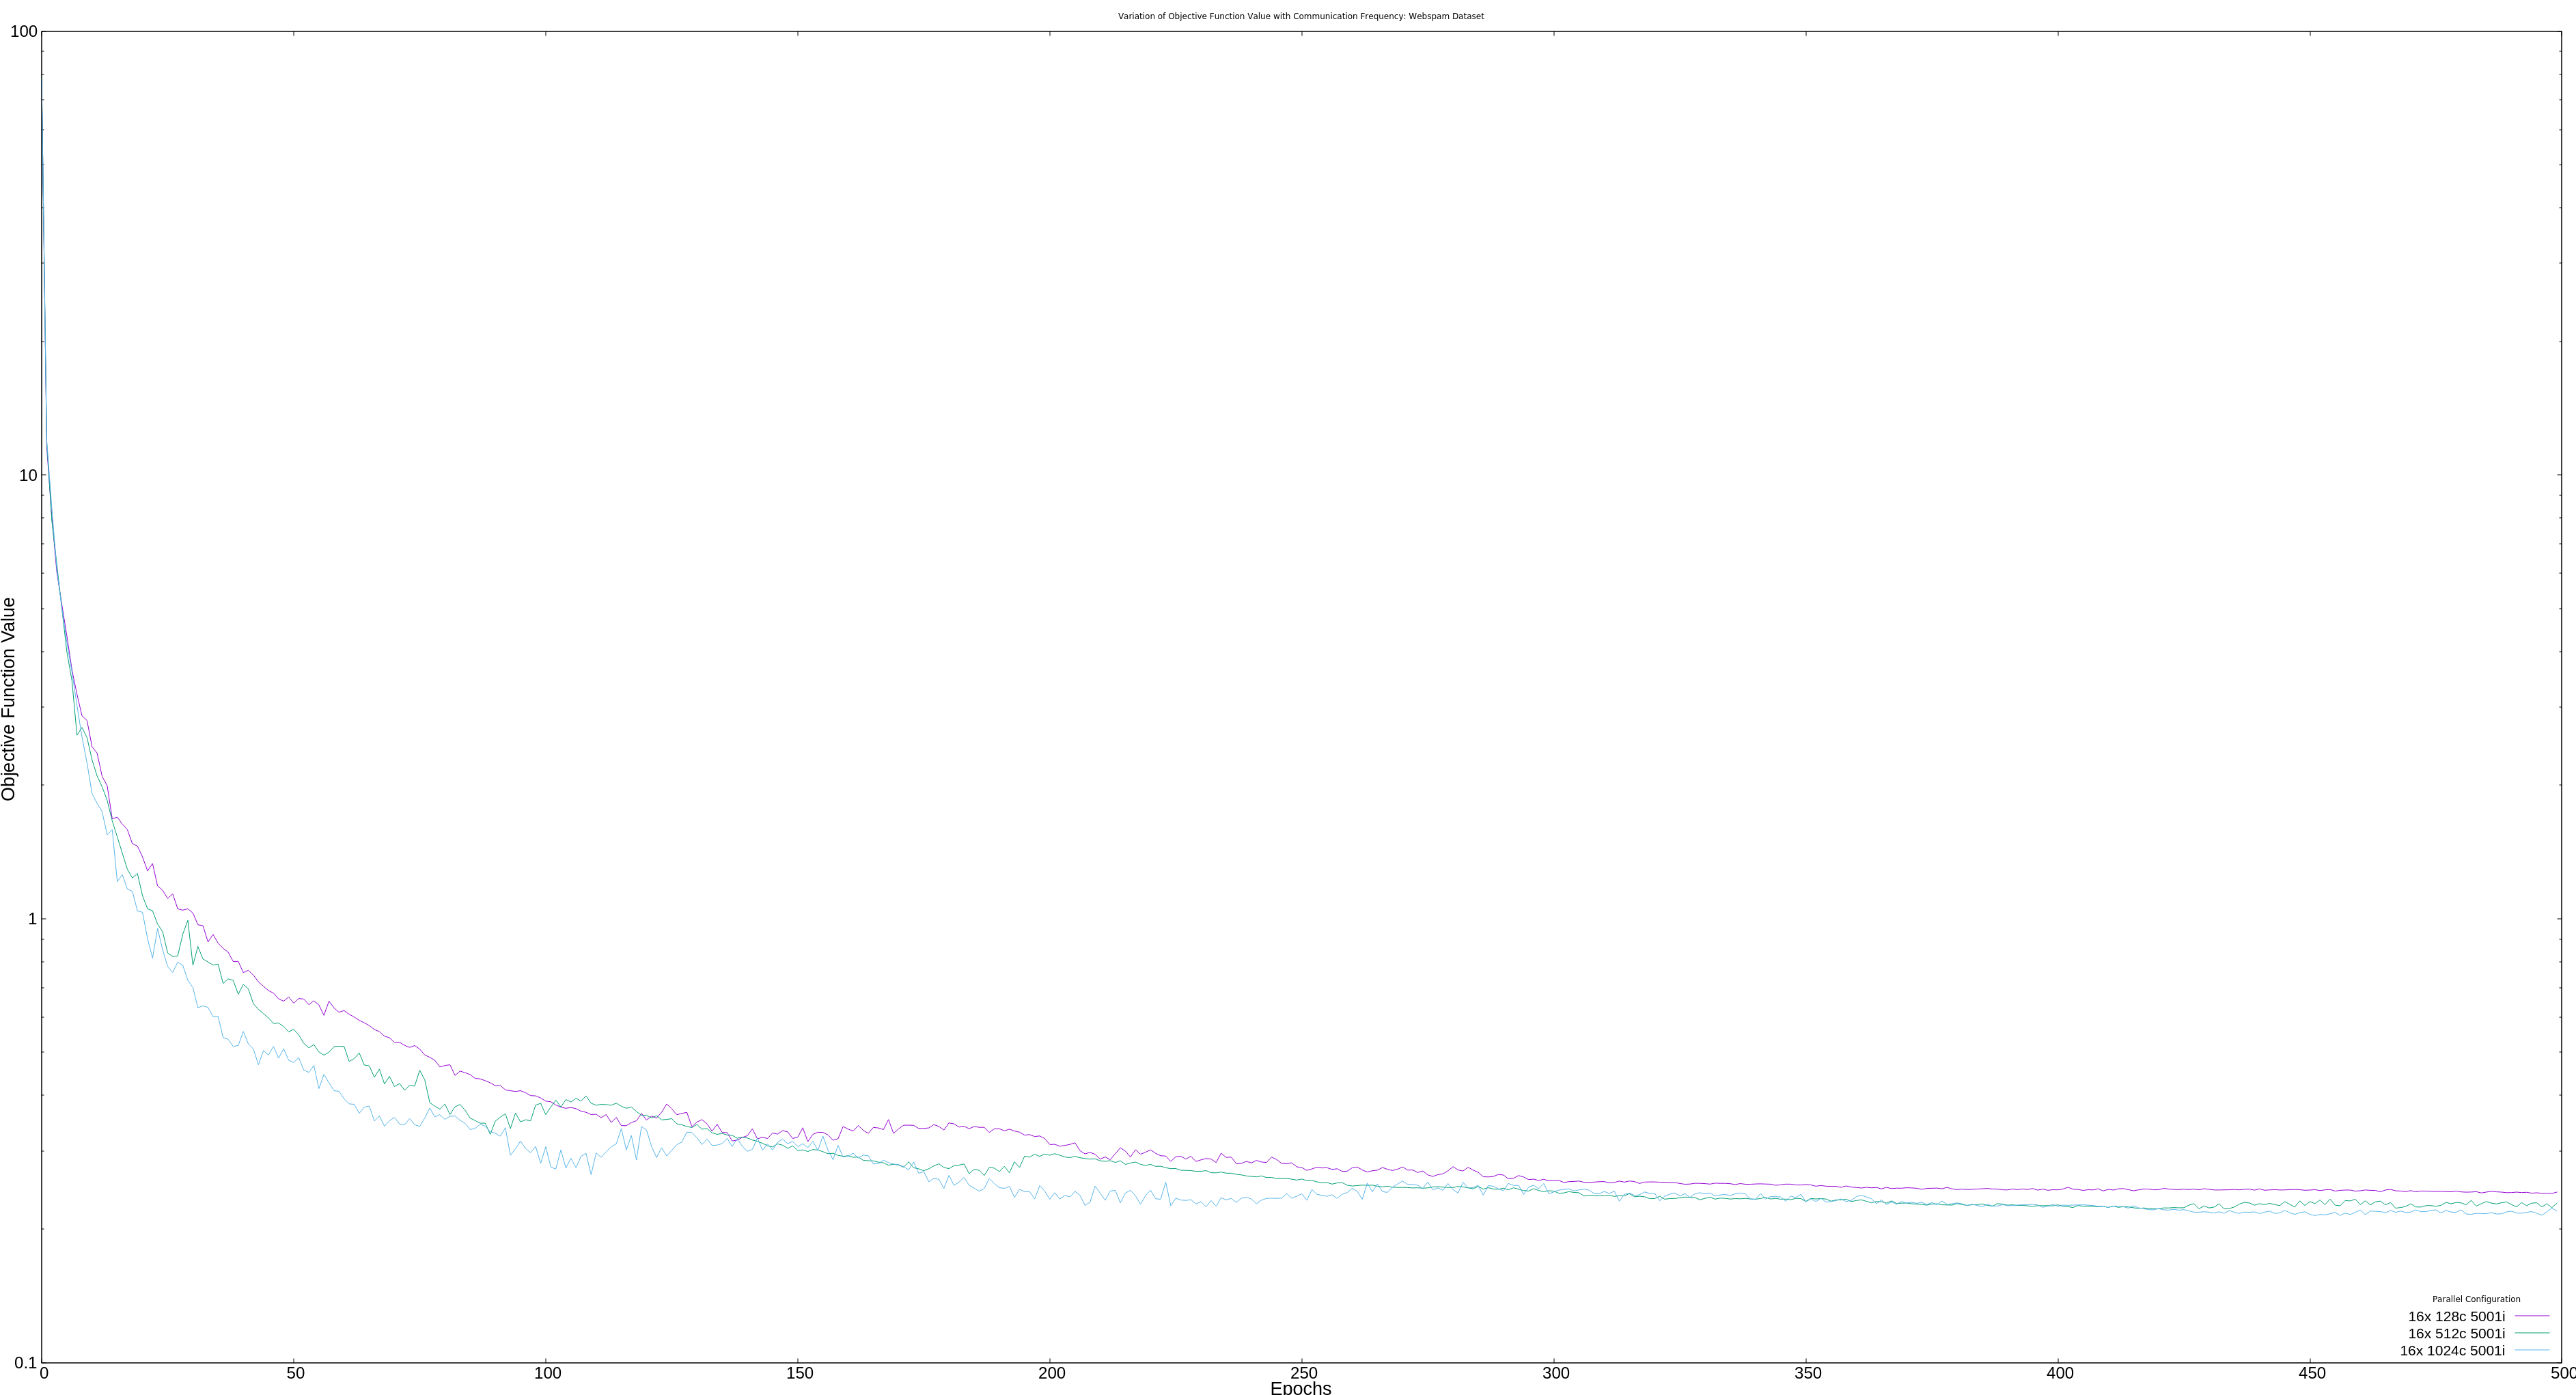 Variation of Objective Function Value with Communication Frequency: Webspam Dataset
100
10
1
0.1
Objective Function Value
0 50 100 150 200 250 300 350 400 450 500
Epochs
Parallel Configuration
16x 128c 5001i
16x 512c 5001i
16x 1024c 5001i